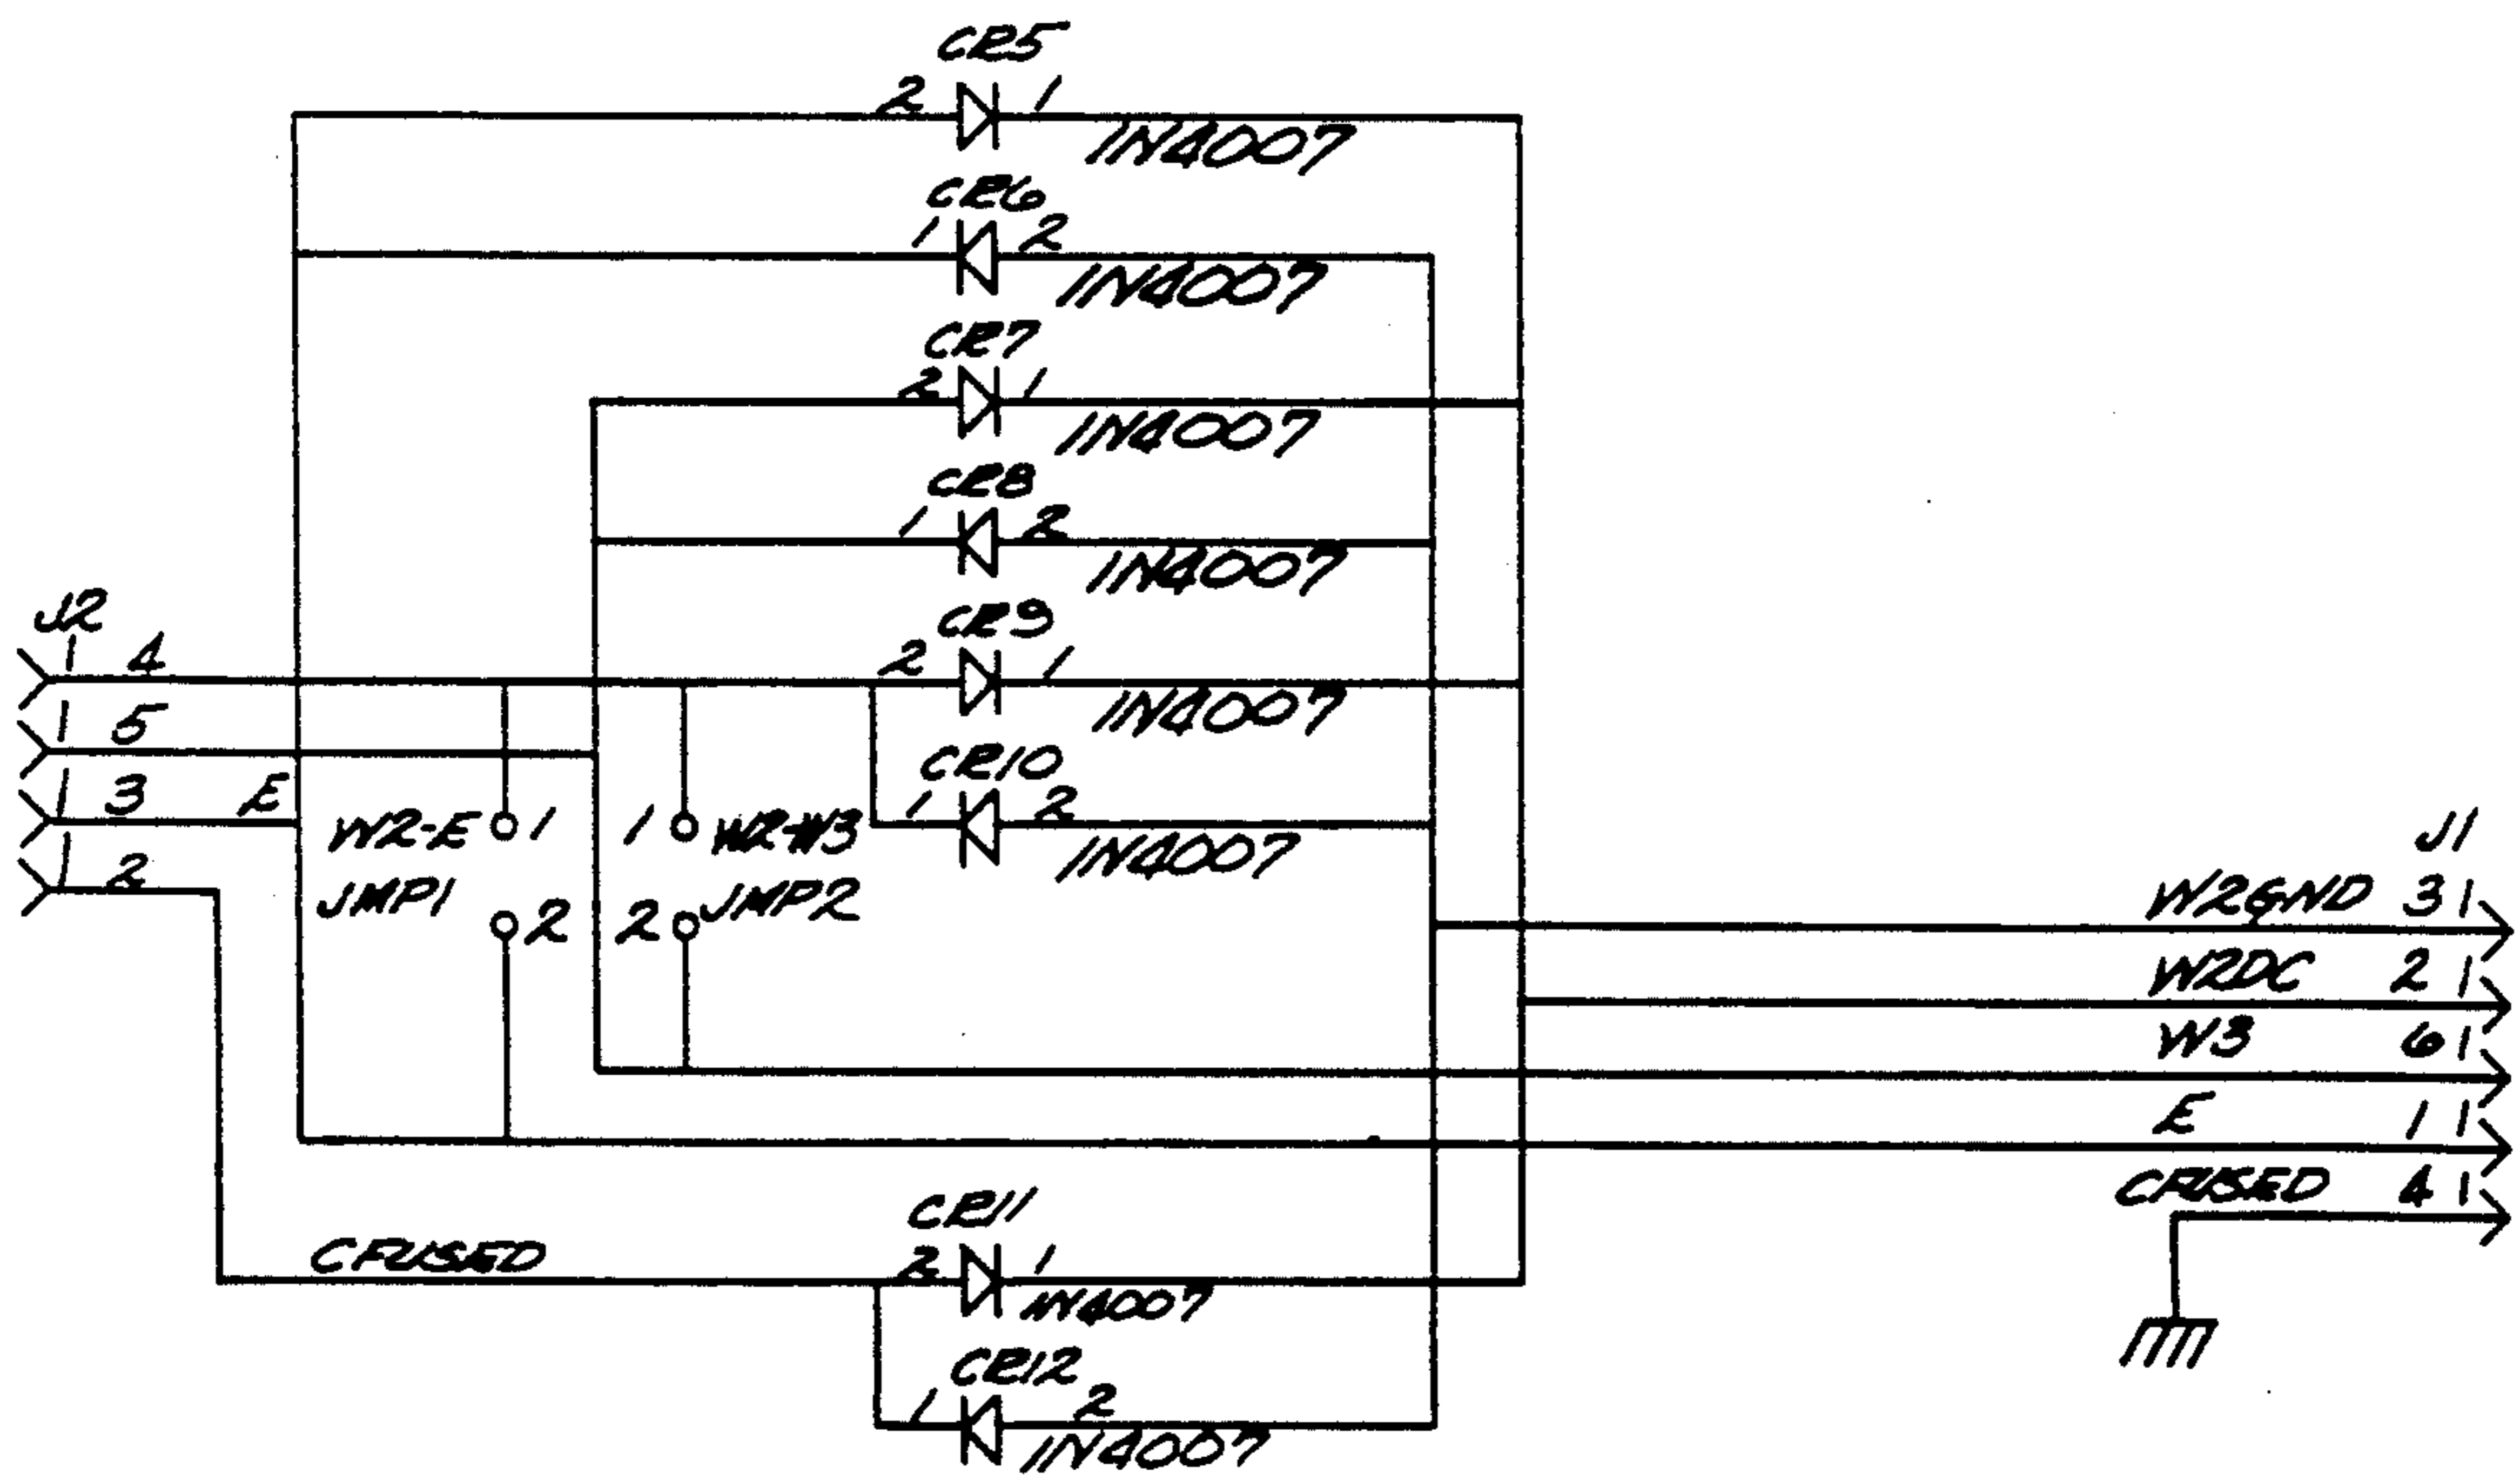 CR5
2 1
1N4007
CR6
1 2
1N4007
CR7
2 1
1N4007
CR8
1 2
1N4007
J2
4
CR9
2 1
1N4007
5
3 E
CR10
1 2
1N4007
W2-E 1
1 W2-W3
2
JMP1 2
2 JMP2
J1
W2GND 3
W2DC 2
W3 6
E 1
CFUSED 4
CR11
CFUSED 2 1
1N4007
CR12
1 2
1N4007